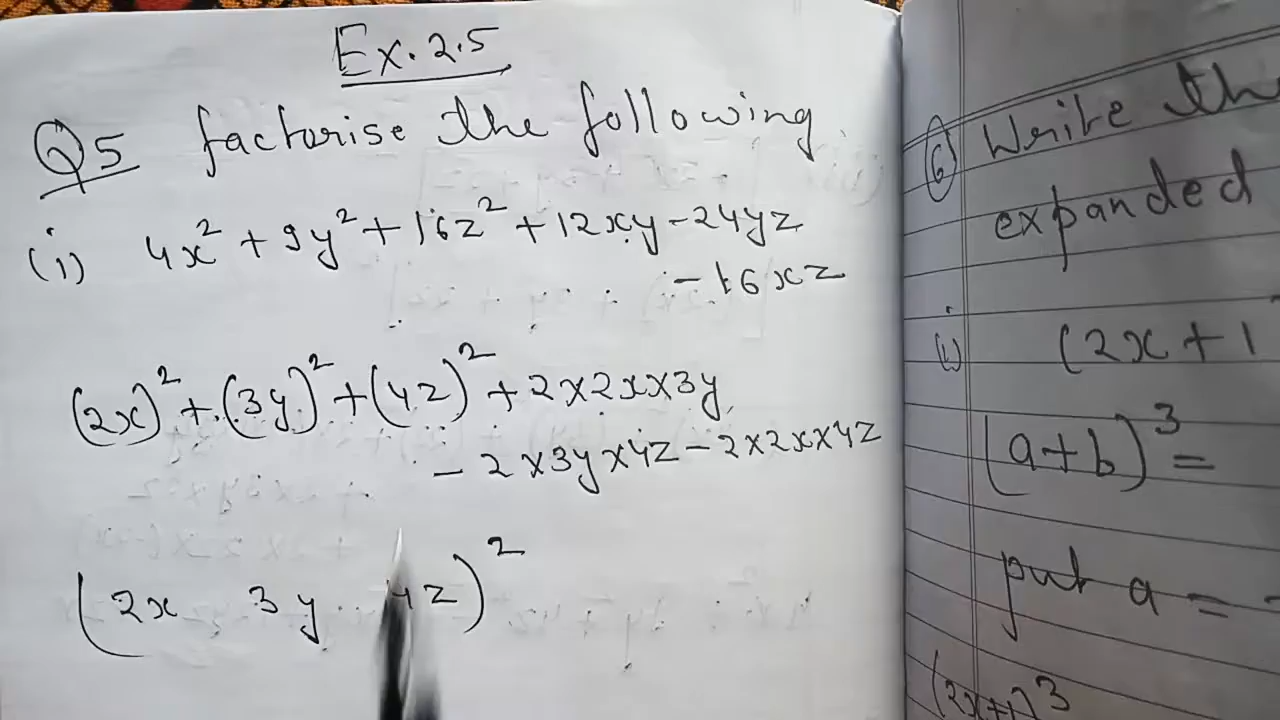 Ex. 2.5
Q5 factorise the following
(i) 4x² + 9y² + 16z² + 12xy - 24yz
- 16xz
(2x)² + (3y)² + (4z)² + 2×2x×3y
- 2×3y×4z - 2×2x×4z
(2x 3y 4z)²
(6) Write the
expanded
(i) (2x + 1
(a+b)³ =
put a =
(2x+1)³